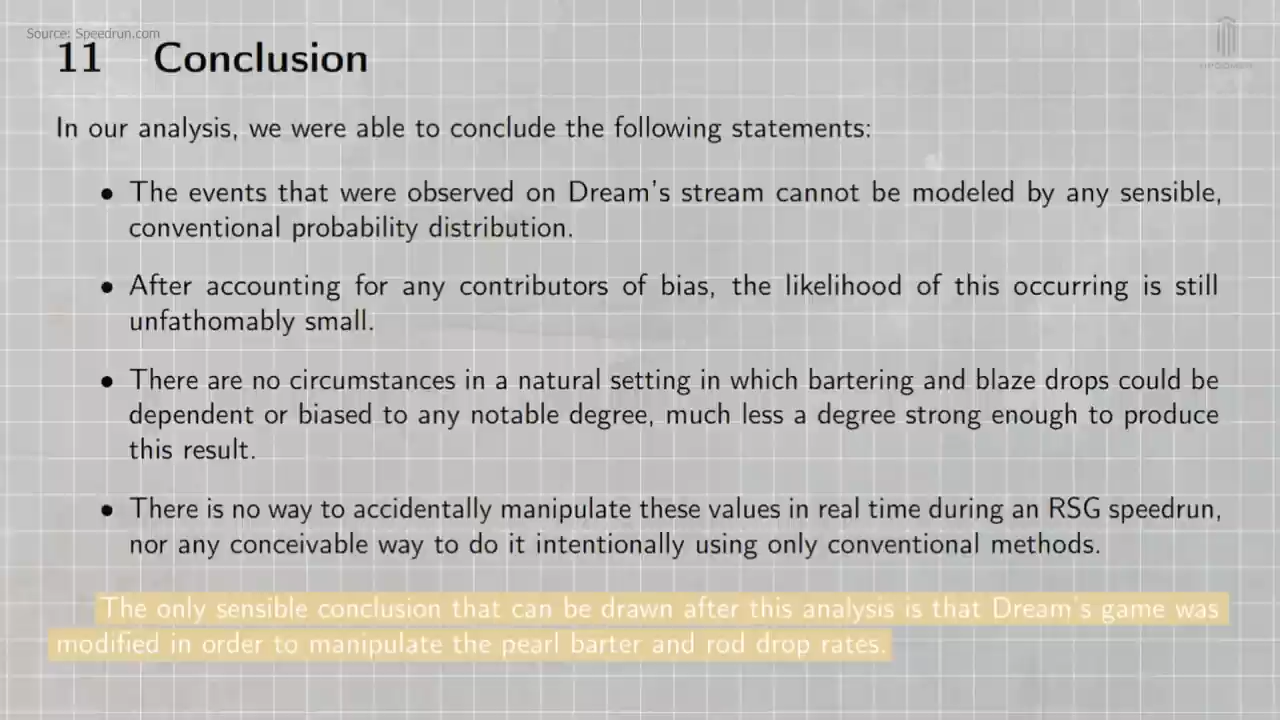 Source: Speedrun.com
11 Conclusion
In our analysis, we were able to conclude the following statements:
• The events that were observed on Dream's stream cannot be modeled by any sensible,
conventional probability distribution.
• After accounting for any contributors of bias, the likelihood of this occurring is still
unfathomably small.
• There are no circumstances in a natural setting in which bartering and blaze drops could be
dependent or biased to any notable degree, much less a degree strong enough to produce
this result.
• There is no way to accidentally manipulate these values in real time during an RSG speedrun,
nor any conceivable way to do it intentionally using only conventional methods.
The only sensible conclusion that can be drawn after this analysis is that Dream's game was
modified in order to manipulate the pearl barter and rod drop rates.